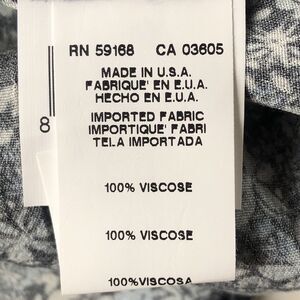 RN 59168 CA 03605
MADE IN U.S.A.
FABRIQUE' EN E.U.A.
HECHO EN E.U.A.
IMPORTED FABRIC
IMPORTIQUE' FABRI
TELA IMPORTADA
8
100% VISCOSE
100% VISCOSE
100%VISCOSA